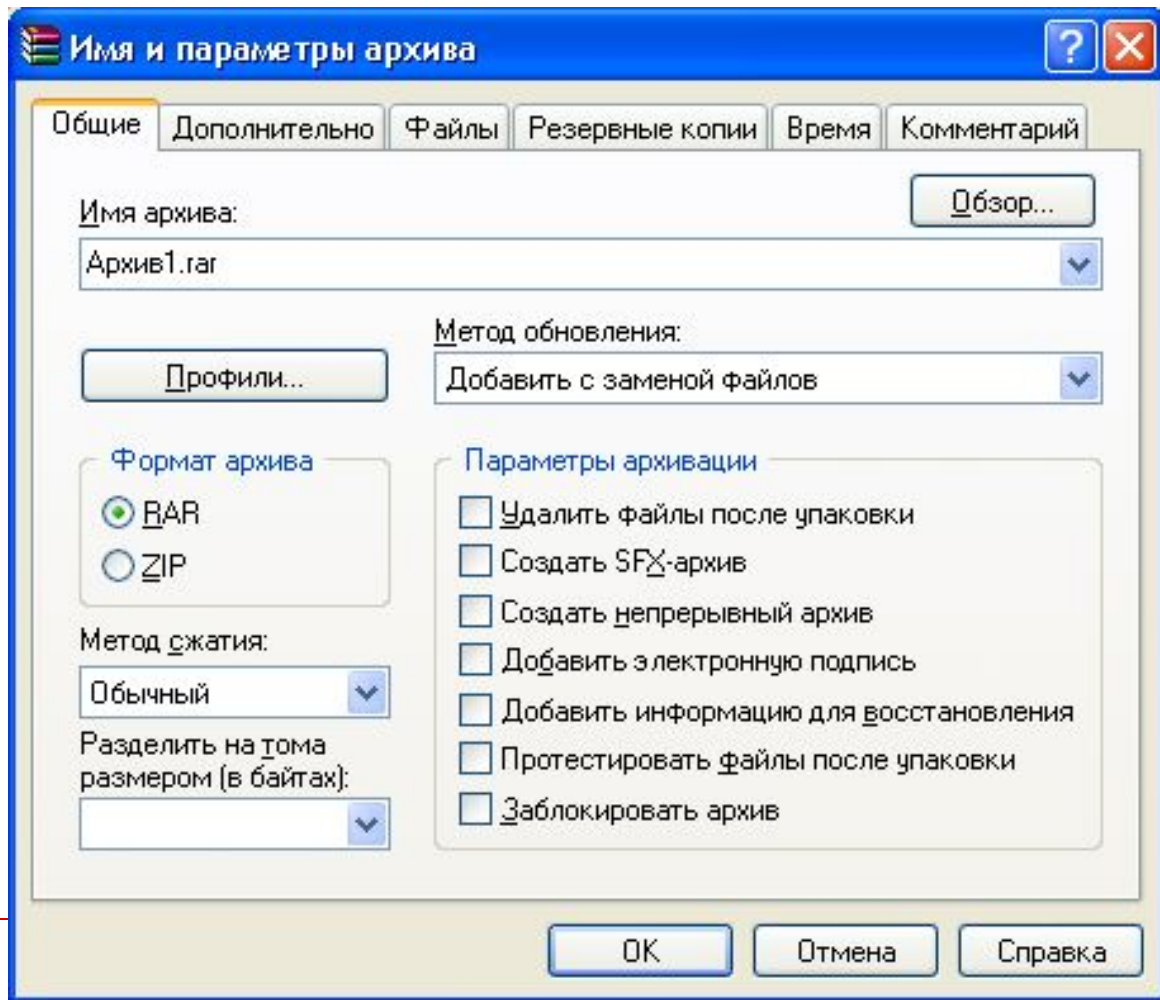 Имя и параметры архива
Общие Дополнительно Файлы Резервные копии Время Комментарий
Обзор...
Имя архива:
Архив1.rar
Метод обновления:
Профили...
Добавить с заменой файлов
Формат архива
RAR
ZIP
Метод сжатия:
Обычный
Разделить на тома
размером (в байтах):
Параметры архивации
Удалить файлы после упаковки
Создать SFX-архив
Создать непрерывный архив
Добавить электронную подпись
Добавить информацию для восстановления
Протестировать файлы после упаковки
Заблокировать архив
OK Отмена Справка